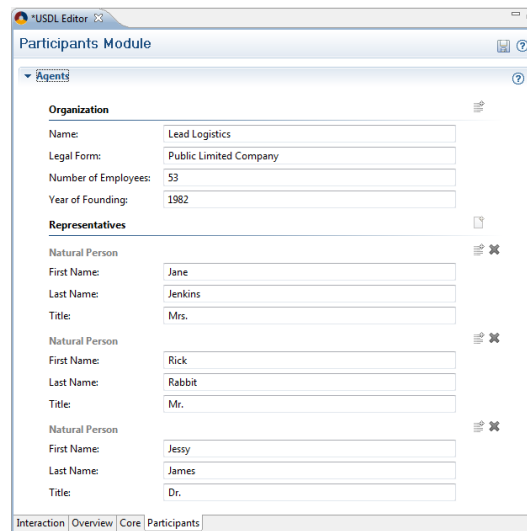 *USDL Editor
Participants Module
Agents
Organization
Name: Lead Logistics
Legal Form: Public Limited Company
Number of Employees: 53
Year of Founding: 1982
Representatives
Natural Person
First Name: Jane
Last Name: Jenkins
Title: Mrs.
Natural Person
First Name: Rick
Last Name: Rabbit
Title: Mr.
Natural Person
First Name: Jessy
Last Name: James
Title: Dr.
Interaction Overview Core Participants